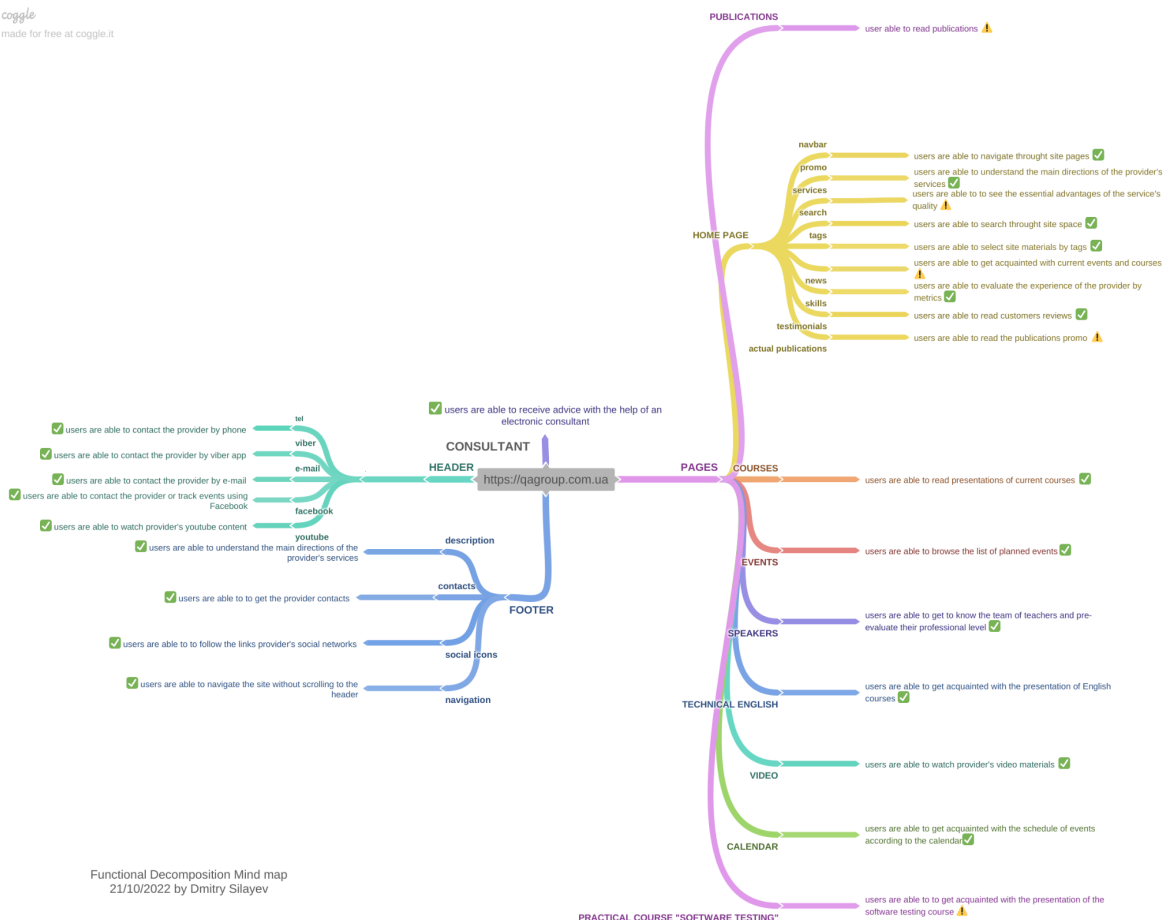 coggle
made for free at coggle.it
PUBLICATIONS
user able to read publications ⚠️
HOME PAGE
navbar
users are able to navigate throught site pages ✅
promo
users are able to understand the main directions of the provider's
services ✅
services
users are able to to see the essential advantages of the service's
quality ⚠️
search
users are able to search throught site space ✅
tags
users are able to select site materials by tags ✅
news
users are able to get acquainted with current events and courses
⚠️
skills
users are able to evaluate the experience of the provider by
metrics ✅
testimonials
users are able to read customers reviews ✅
actual publications
users are able to read the publications promo ⚠️
✅ users are able to receive advice with the help of an
electronic consultant
CONSULTANT
https://qagroup.com.ua
PAGES
HEADER
tel
✅ users are able to contact the provider by phone
viber
✅ users are able to contact the provider by viber app
e-mail
✅ users are able to contact the provider by e-mail
facebook
✅ users are able to contact the provider or track events using
Facebook
youtube
✅ users are able to watch provider's youtube content
FOOTER
description
✅ users are able to understand the main directions of the
provider's services
contacts
✅ users are able to to get the provider contacts
social icons
✅ users are able to to follow the links provider's social networks
navigation
✅ users are able to navigate the site without scrolling to the
header
COURSES
users are able to read presentations of current courses ✅
EVENTS
users are able to browse the list of planned events ✅
SPEAKERS
users are able to get to know the team of teachers and pre-
evaluate their professional level ✅
TECHNICAL ENGLISH
users are able to get acquainted with the presentation of English
courses ✅
VIDEO
users are able to watch provider's video materials ✅
CALENDAR
users are able to get acquainted with the schedule of events
according to the calendar✅
PRACTICAL COURSE "SOFTWARE TESTING"
users are able to to get acquainted with the presentation of the
software testing course ⚠️
Functional Decomposition Mind map
21/10/2022 by Dmitry Silayev